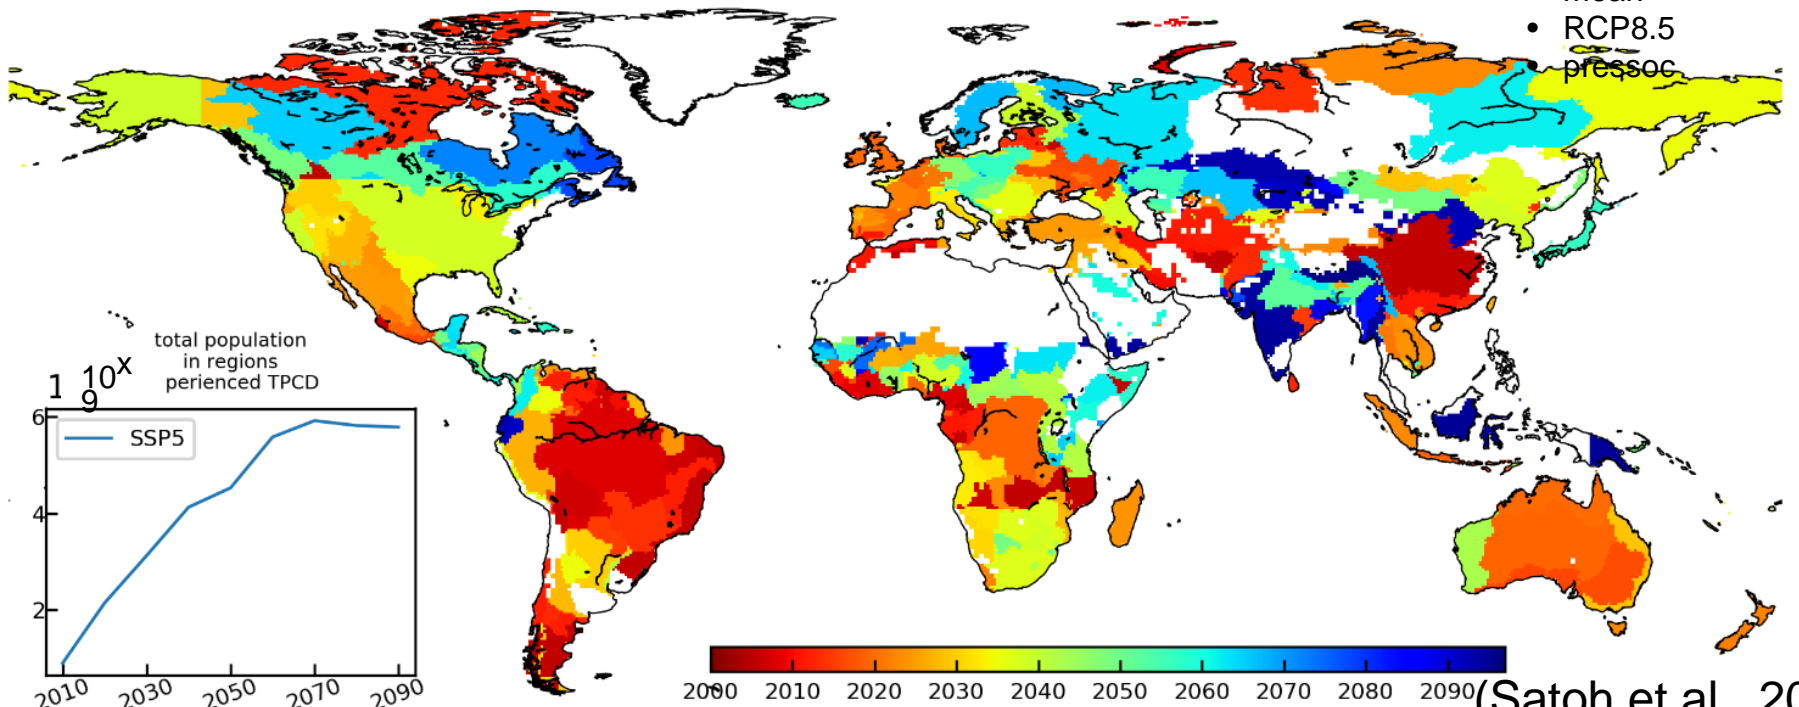 • RCP8.5
• pressoc
total population
in regions
perienced TPCD
1 10x
9
6
SSP5
4
2
2010 2030 2050 2070 2090
2000 2010 2020 2030 2040 2050 2060 2070 2080 2090
(Satoh et al., 20